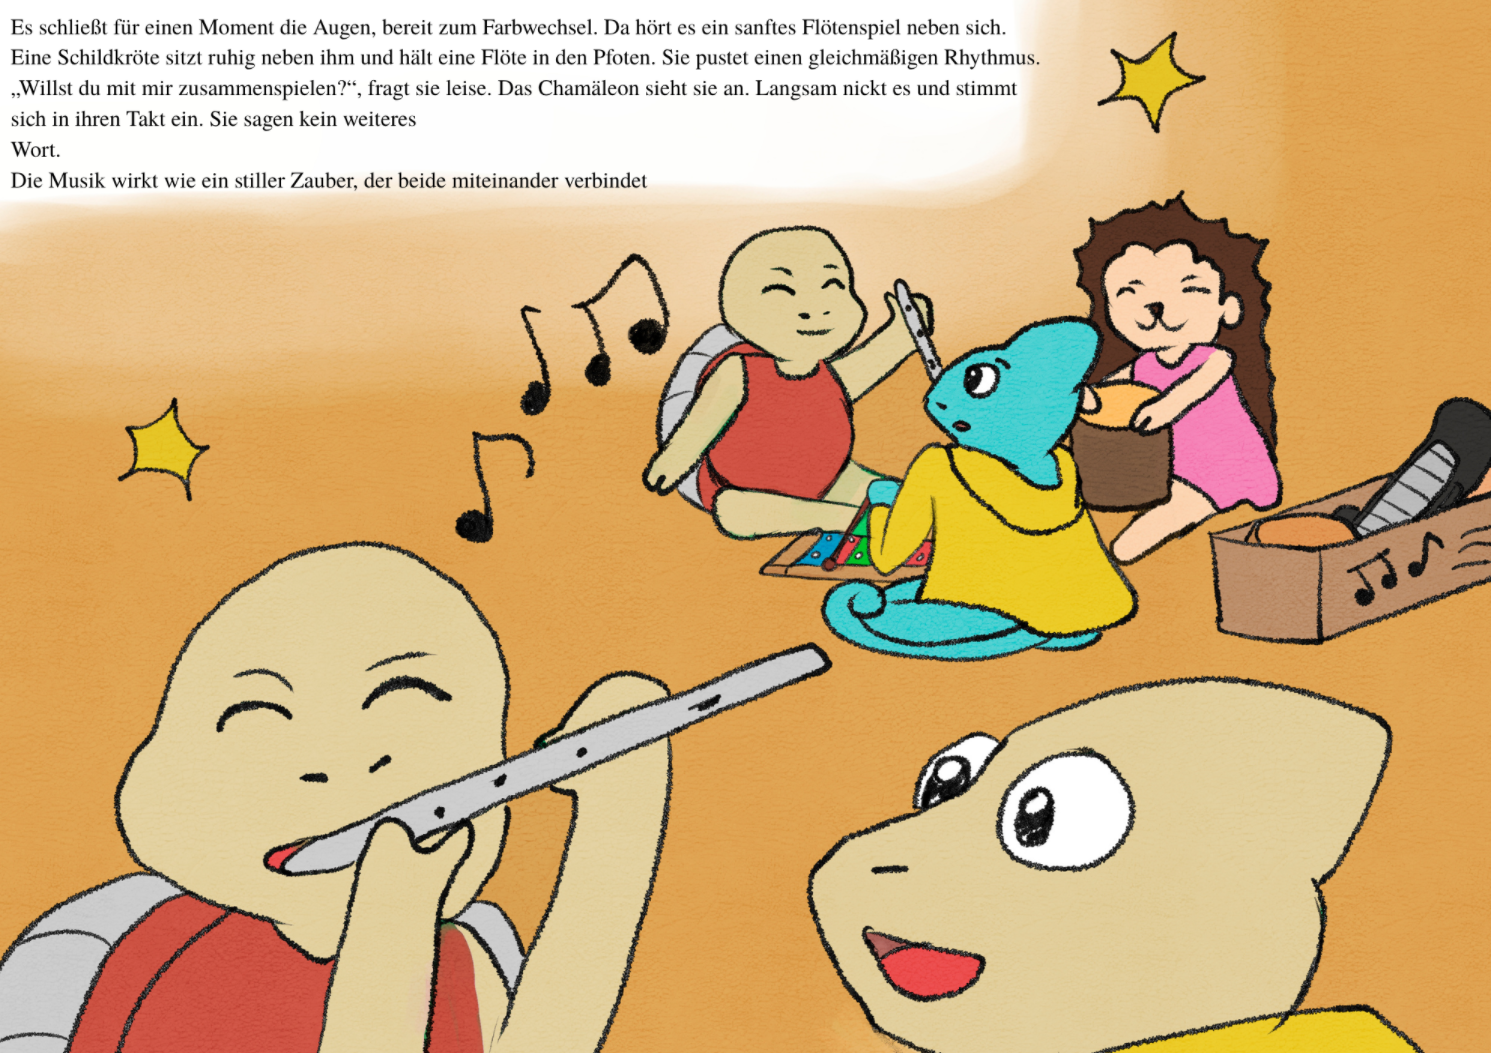 Es schließt für einen Moment die Augen, bereit zum Farbwechsel. Da hört es ein sanftes Flötenspiel neben sich.
Eine Schildkröte sitzt ruhig neben ihm und hält eine Flöte in den Pfoten. Sie pustet einen gleichmäßigen Rhythmus.
„Willst du mit mir zusammenspielen?“, fragt sie leise. Das Chamäleon sieht sie an. Langsam nickt es und stimmt
sich in ihren Takt ein. Sie sagen kein weiteres
Wort.
Die Musik wirkt wie ein stiller Zauber, der beide miteinander verbindet